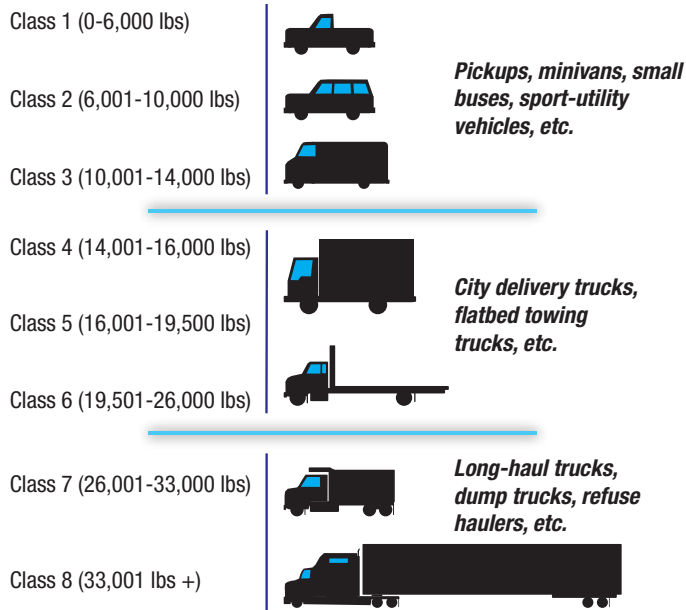 Class 1 (0-6,000 lbs)
Class 2 (6,001-10,000 lbs)
Class 3 (10,001-14,000 lbs)
Pickups, minivans, small
buses, sport-utility
vehicles, etc.
Class 4 (14,001-16,000 lbs)
Class 5 (16,001-19,500 lbs)
Class 6 (19,501-26,000 lbs)
City delivery trucks,
flatbed towing
trucks, etc.
Class 7 (26,001-33,000 lbs)
Class 8 (33,001 lbs +)
Long-haul trucks,
dump trucks, refuse
haulers, etc.